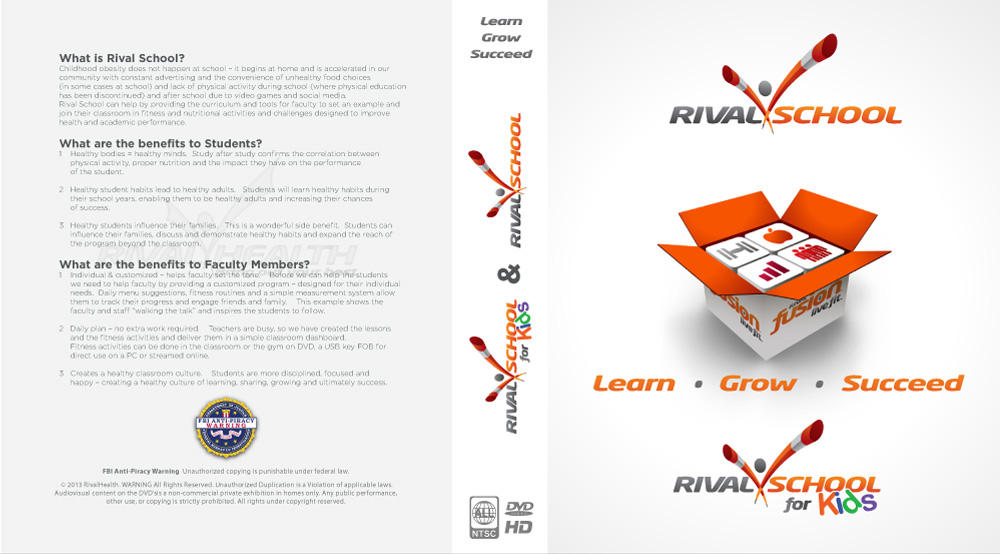 What is Rival School?
Childhood obesity does not happen at school – it begins at home and is accelerated in our
community with constant advertising and the convenience of unhealthy food choices
(in some cases at school) and lack of physical activity during school (where physical education
has been discontinued) and after school due to video games and social media.
Rival School can help by providing the curriculum and tools for faculty to set an example and
join their classroom in fitness and nutritional activities and challenges designed to improve
health and academic performance.
What are the benefits to Students?
1 Healthy bodies = healthy minds. Study after study confirms the correlation between
physical activity, proper nutrition and the impact they have on the performance
of the student.
2 Healthy student habits lead to healthy adults. Students will learn healthy habits during
their school years, enabling them to be healthy adults and increasing their chances
of success.
3 Healthy students influence their families. This is a wonderful side benefit. Students can
influence their families, discuss and demonstrate healthy habits and expand the reach of
the program beyond the classroom.
RIVALHEALTH
What are the benefits to Faculty Members?
1 Individual & customized – helps faculty set the tone. Before we can help the students
we need to help faculty by providing a customized program – designed for their individual
needs. Daily menu suggestions, fitness routines and a simple measurement system allow
them to track their progress and engage friends and family. This example shows the
faculty and staff "walking the talk" and inspires the students to follow.
2 Daily plan – no extra work required. Teachers are busy, so we have created the lessons
and the fitness activities and deliver them in a simple classroom dashboard.
Fitness activities can be done in the classroom or the gym on DVD, a USB key FOB for
direct use on a PC or streamed online.
3 Creates a healthy classroom culture. Students are more disciplined, focused and
happy – creating a healthy culture of learning, sharing, growing and ultimately success.
FBI ANTI-PIRACY
WARNING
FBI Anti-Piracy Warning Unauthorized copying is punishable under federal law.
© 2013 RivalHealth. WARNING All Rights Reserved. Unauthorized Duplication is a Violation of applicable laws.
Audiovisual content on the DVD'sis a non-commercial private exhibition in homes only. Any public performance,
other use, or copying is strictly prohibited. All rights under copyright reserved.
Learn
Grow
Succeed
RIVAL SCHOOL
&
RIVAL SCHOOL
for Kids
ALL
NTSC
DVD
HD
RIVAL SCHOOL
fusion
live fit.
fusion
live fit.
Learn • Grow • Succeed
RIVAL SCHOOL
for Kids